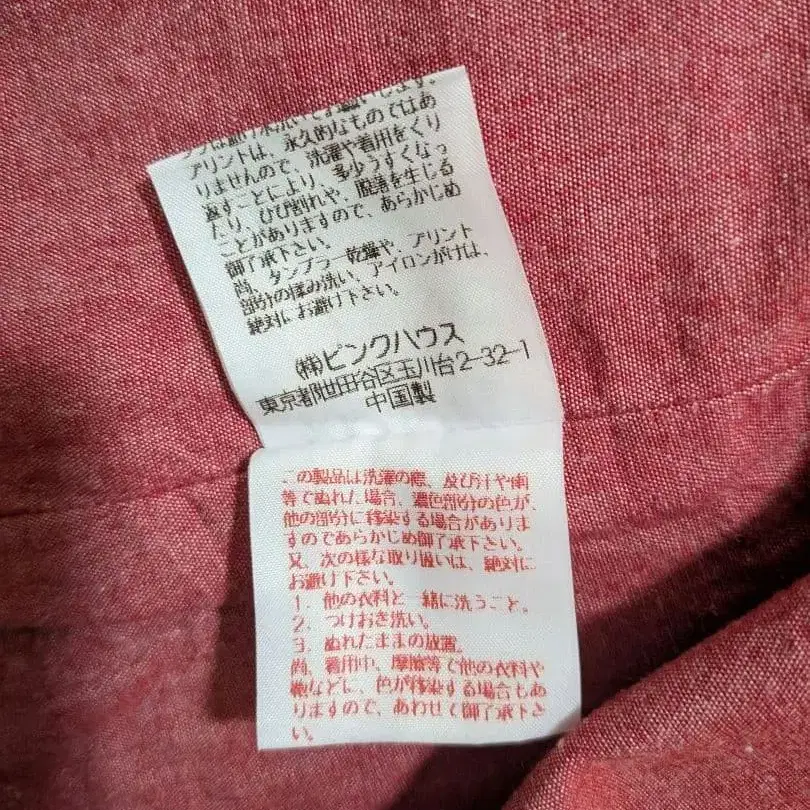 プリントは、永久的なものではあ
りませんので、洗濯や着用をくり
返すことにより、多少うすくなっ
たり、ひび割れや、脱落を生じる
ことがありますので、あらかじめ
御了承下さい。
尚、タンブラー乾燥や、プリント
部分の揉み洗い、アイロンがけは、
絶対にお避け下さい。
(株)ピンクハウス
東京都世田谷区玉川台2-32-1
中国製
この製品は洗濯の際、及び汗や雨
等でぬれた場合、濃色部分の色が、
他の部分に移染する場合がありま
すのであらかじめ御了承下さい。
又、次の様な取り扱いは、絶対に
お避け下さい。
1. 他の衣料と一緒に洗うこと。
2. つけおき洗い。
3. ぬれたままの放置。
尚、着用中、摩擦等で他の衣料や
鞄などに、色が移染する場合もあ
りますので、あわせて御了承下さ
い。